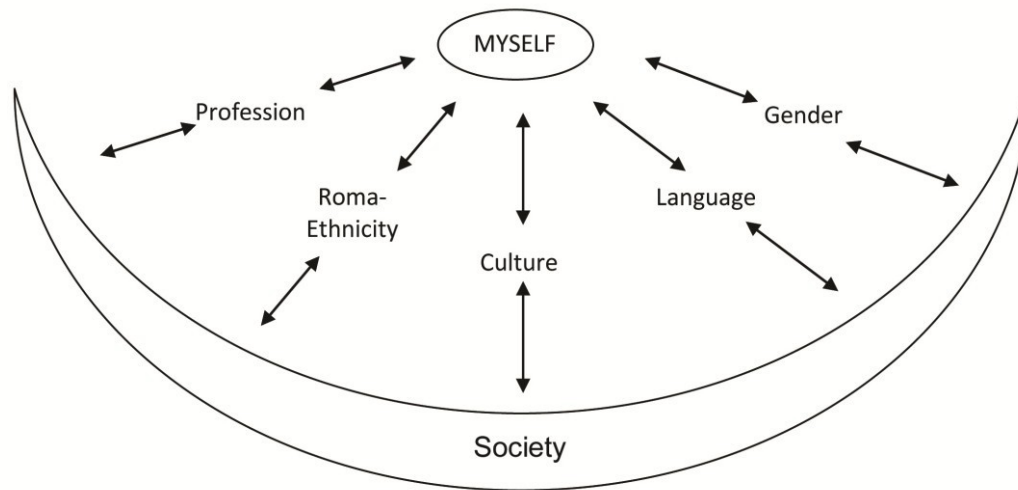 MYSELF
Profession
Gender
Roma-
Ethnicity
Language
Culture
Society